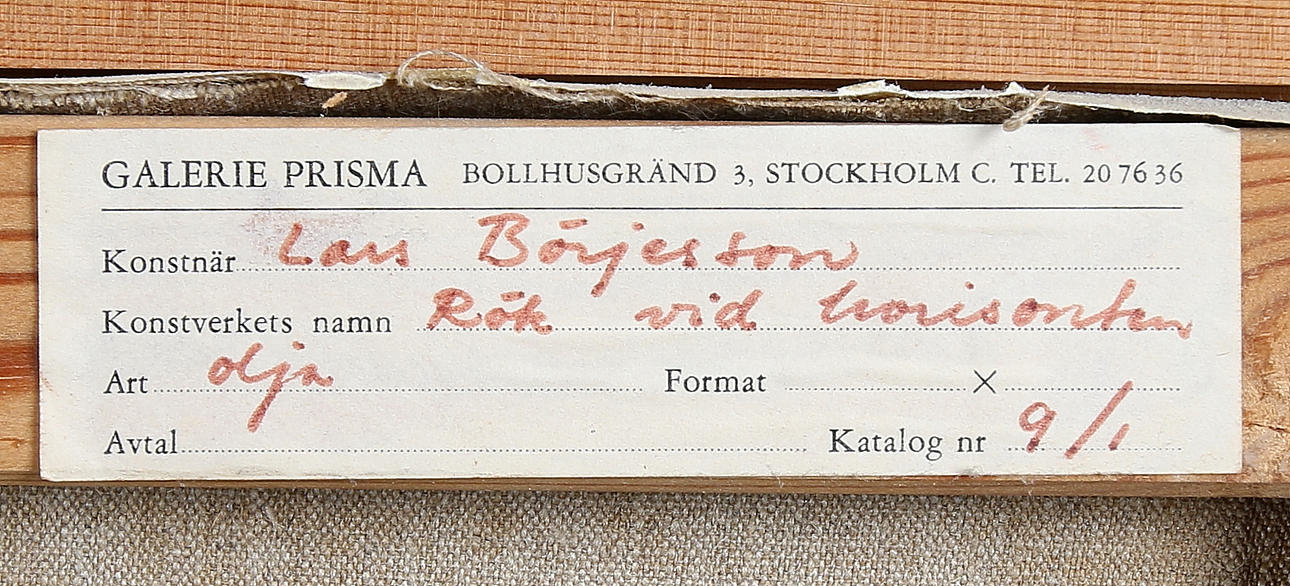 GALERIE PRISMA BOLLHUSGRÄND 3, STOCKHOLM C. TEL. 20 76 36
Konstnär Lars Börjesson
Konstverkets namn Rök vid horisonten
Art olja Format ×
Avtal Katalog nr 9/1